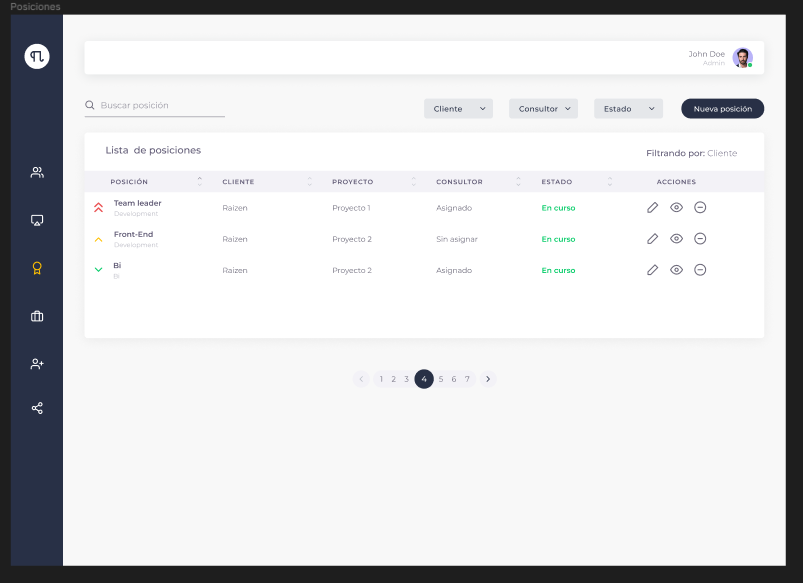 Posiciones
John Doe
Admin
Buscar posición
Cliente
Consultor
Estado
Nueva posición
Lista de posiciones
Filtrando por: Cliente
POSICIÓN CLIENTE PROYECTO CONSULTOR ESTADO ACCIONES
Team leader
Development
Raizen Proyecto 1 Asignado En curso
Front-End
Development
Raizen Proyecto 2 Sin asignar En curso
Bi
Bi
Raizen Proyecto 2 Asignado En curso
1 2 3 4 5 6 7